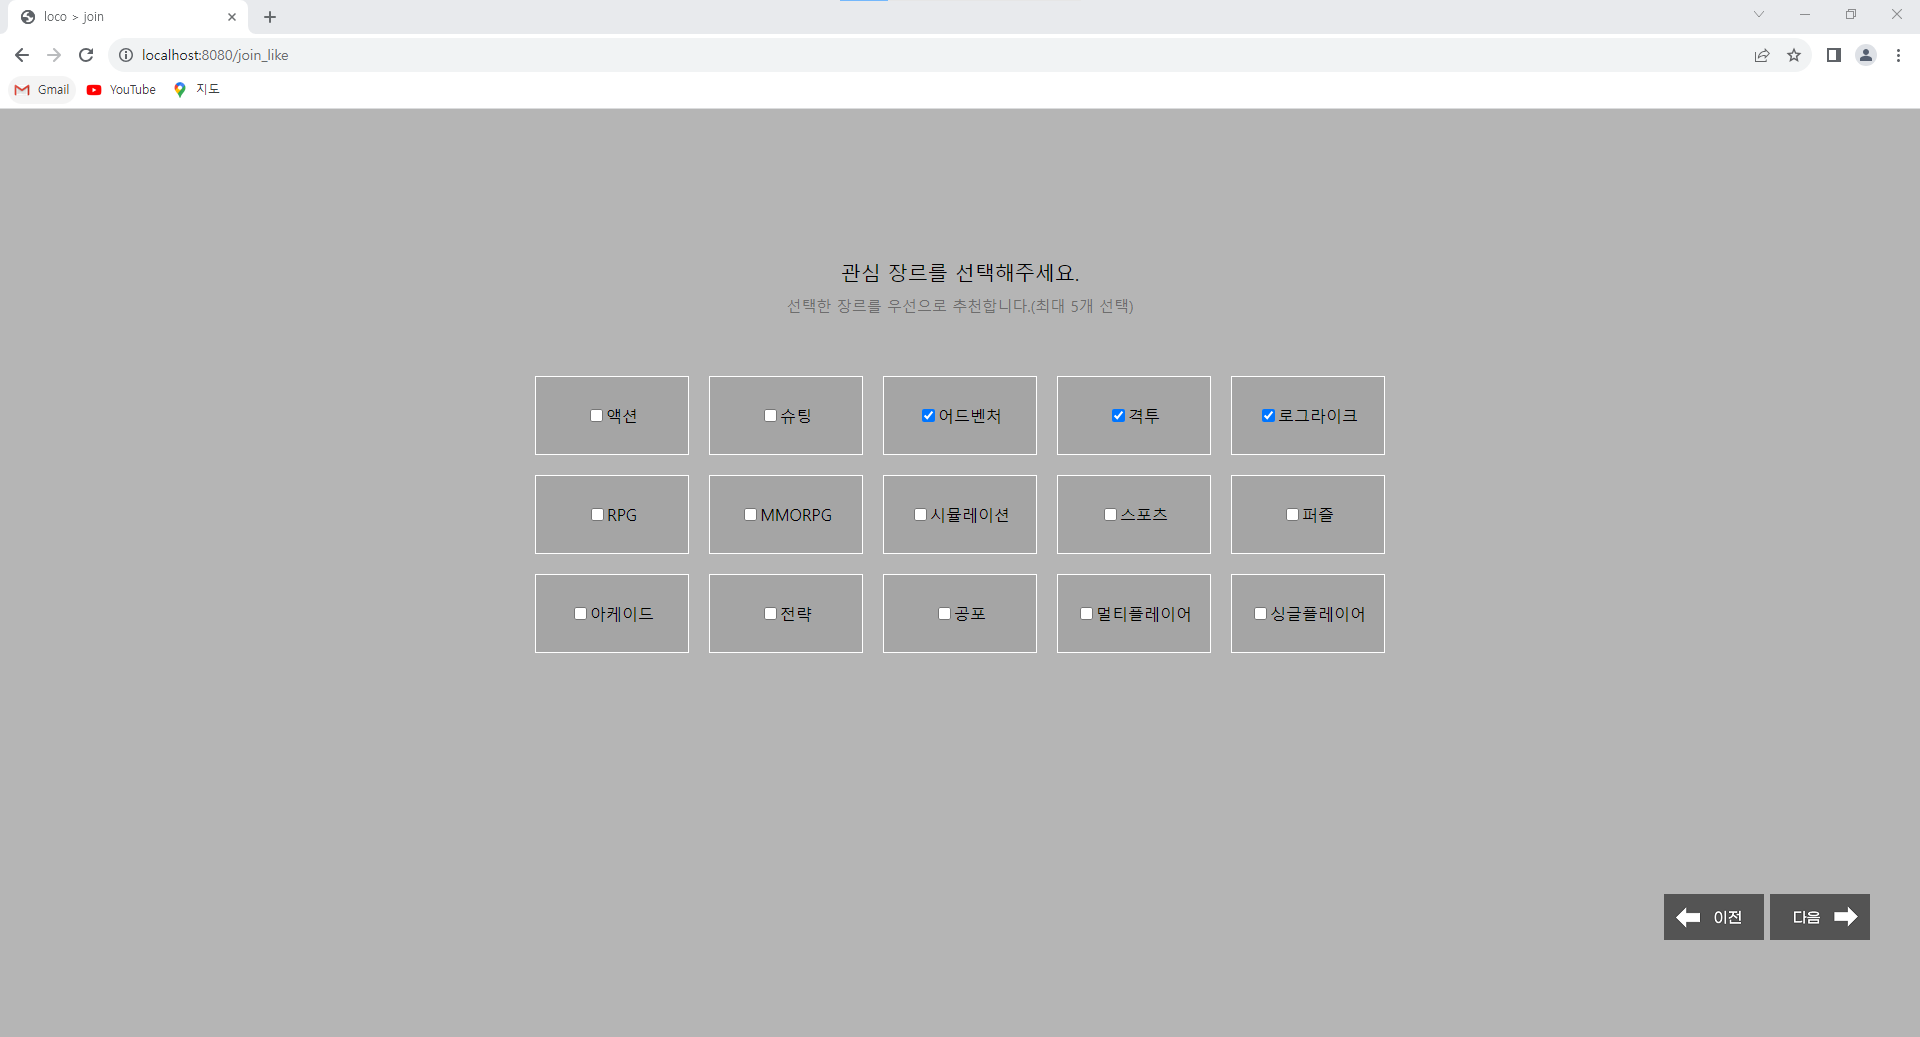 loco > join
localhost:8080/join_like
Gmail YouTube 지도
관심 장르를 선택해주세요.
선택한 장르를 우선으로 추천합니다.(최대 5개 선택)
액션 슈팅 어드벤처 격투 로그라이크
RPG MMORPG 시뮬레이션 스포츠 퍼즐
아케이드 전략 공포 멀티플레이어 싱글플레이어
이전 다음